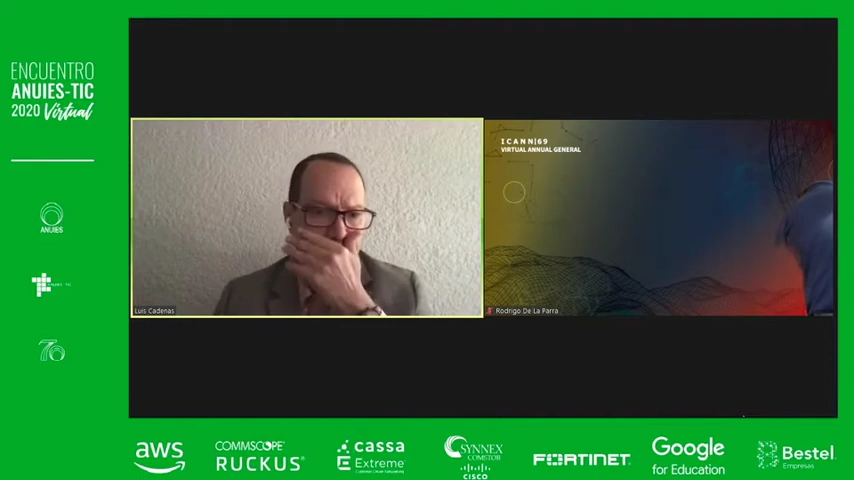 ENCUENTRO
ANUIES-TIC
2020 Virtual
ANUIES
ICANN|69
VIRTUAL ANNUAL GENERAL
Luis Cadenas
Rodrigo De La Parra
70
aws
COMMSCOPE®
RUCKUS®
cassa
Extreme
SYNNEX
COMSTOR
CISCO
FORTINET®
Google
for Education
Bestel
Empresas